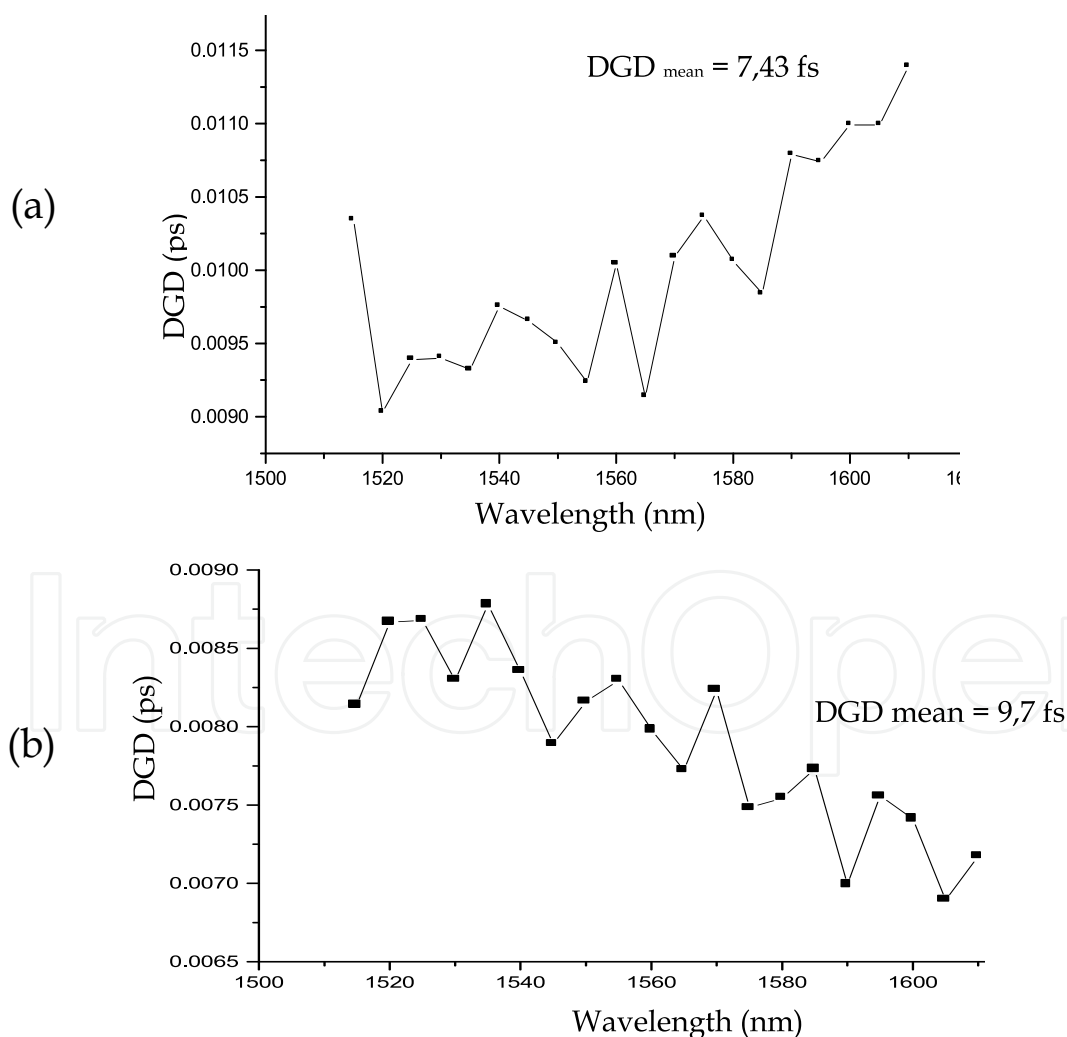 0.0115
DGD mean = 7,43 fs
0.0110
(a)
0.0105
DGD (ps)
0.0100
0.0095
0.0090
1500 1520 1540 1560 1580 1600
Wavelength (nm)
0.0090
IntechOpe
0.0085
DGD (ps)
0.0080
DGD mean = 9,7 fs
(b)
0.0075
0.0070
0.0065
1500 1520 1540 1560 1580 1600
Wavelength (nm)